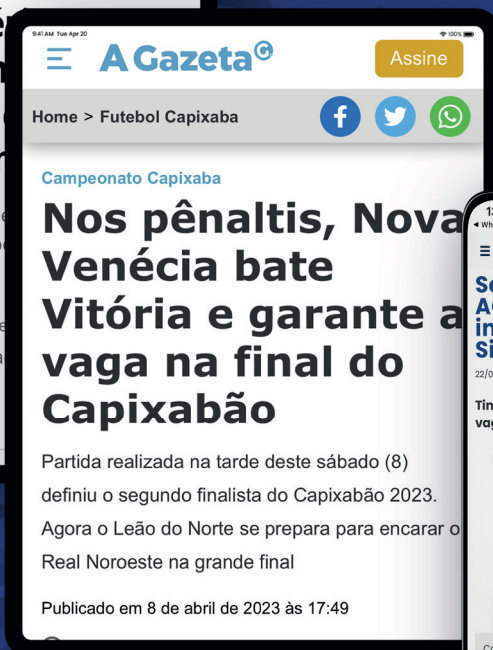 9:41 AM Tue Apr 20
100%
A Gazeta
Assine
Home > Futebol Capixaba
Campeonato Capixaba
Nos pênaltis, Nova
Venécia bate
Vitória e garante a
vaga na final do
Capixabão
Partida realizada na tarde deste sábado (8)
definiu o segundo finalista do Capixabão 2023.
Agora o Leão do Norte se prepara para encarar o
Real Noroeste na grande final
Publicado em 8 de abril de 2023 às 17:49